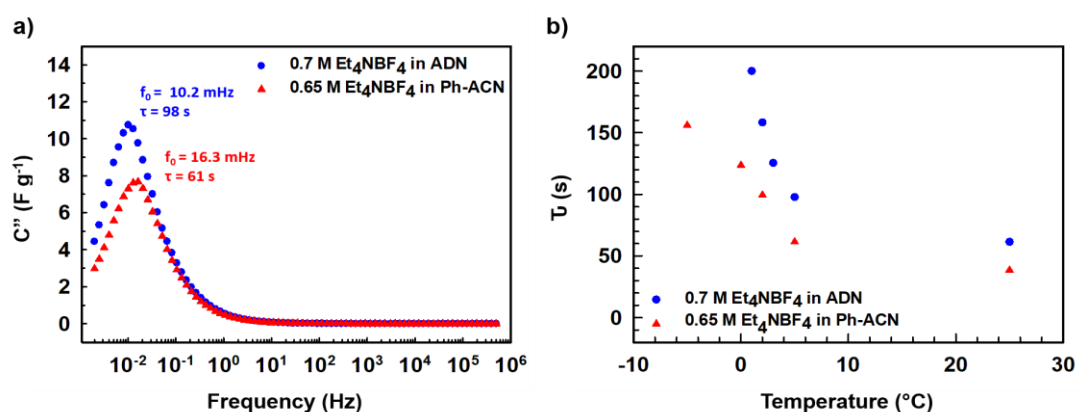 a)
14
12
10
8
6
4
2
0
C" (F g⁻¹)
0.7 M Et₄NBF₄ in ADN
0.65 M Et₄NBF₄ in Ph-ACN
f₀ = 10.2 mHz
τ = 98 s
f₀ = 16.3 mHz
τ = 61 s
10⁻² 10⁻¹ 10⁰ 10¹ 10² 10³ 10⁴ 10⁵ 10⁶
Frequency (Hz)
b)
200
150
100
50
0
τ (s)
0.7 M Et₄NBF₄ in ADN
0.65 M Et₄NBF₄ in Ph-ACN
-10 0 10 20 30
Temperature (°C)